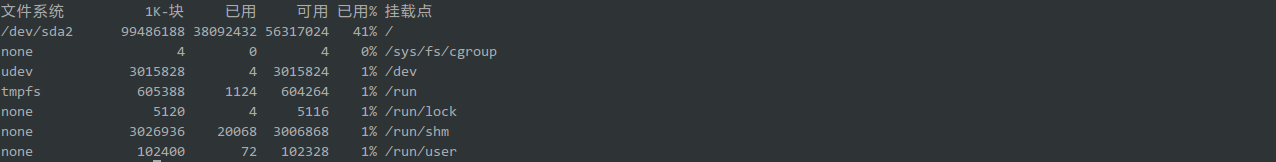 文件系统 1K-块 已用 可用 已用% 挂载点
/dev/sda2 99486188 38092432 56317024 41% /
none 4 0 4 0% /sys/fs/cgroup
udev 3015828 4 3015824 1% /dev
tmpfs 605388 1124 604264 1% /run
none 5120 4 5116 1% /run/lock
none 3026936 20068 3006868 1% /run/shm
none 102400 72 102328 1% /run/user